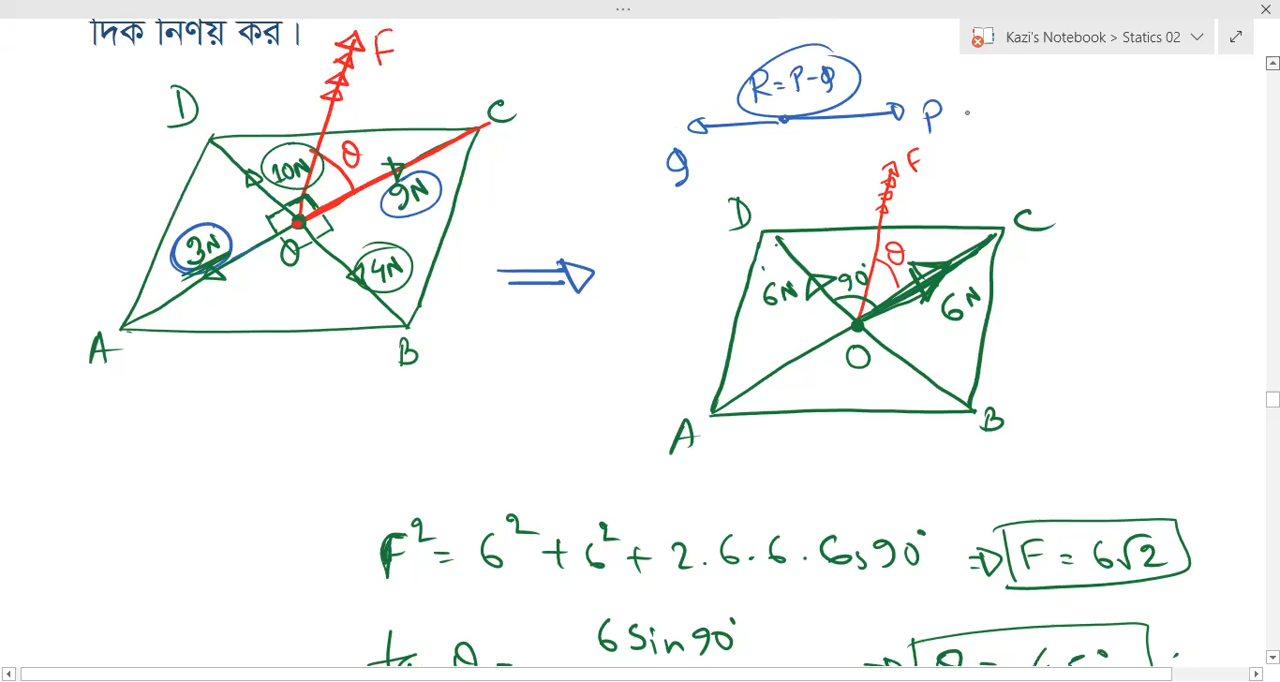 দিক নির্ণয় কর।
Kazi's Notebook > Statics 02
F
D
C
10N
θ
9N
3N
O
4N
A
B
R=P-Q
P
Q
F
D
C
θ
6N
90°
6N
O
A
B
F² = 6² + 6² + 2.6.6.Cos90° ⇒ F = 6√2
6 Sin90°